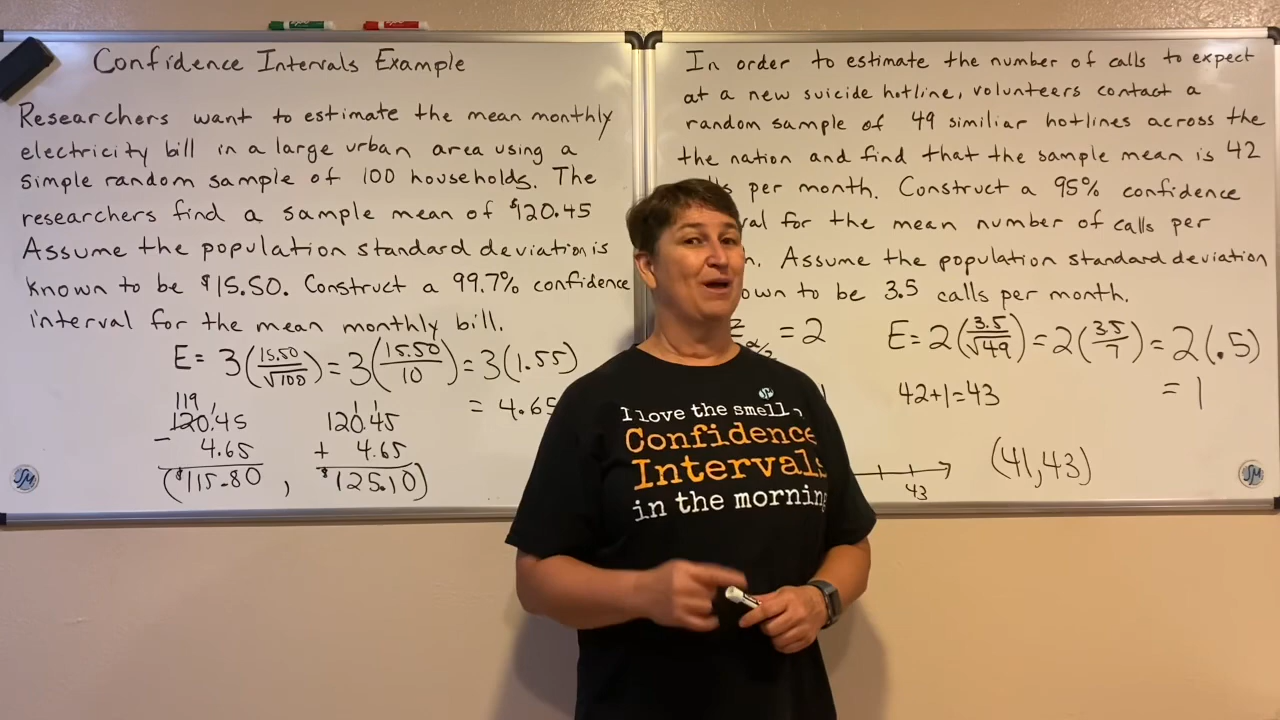 Confidence Intervals Example
Researchers want to estimate the mean monthly
electricity bill in a large urban area using a
simple random sample of 100 households. The
researchers find a sample mean of $120.45
Assume the population standard deviation is
known to be $15.50. Construct a 99.7% confidence
interval for the mean monthly bill.
E = 3(15.50/√100) = 3(15.50/10) = 3(1.55)
= 4.65
119 1
120.45
- 4.65
($115.80 ,
1 1
120.45
+ 4.65
$125.10)
In order to estimate the number of calls to expect
at a new suicide hotline, volunteers contact a
random sample of 49 similiar hotlines across the
the nation and find that the sample mean is 42
per month. Construct a 95% confidence
for the mean number of calls per
Assume the population standard deviation
to be 3.5 calls per month.
= 2
E = 2(3.5/√49) = 2(3.5/7) = 2(.5)
= 1
42+1=43
43
(41,43)
I love the smell
Confidence
Intervals
in the morning
SM
SM